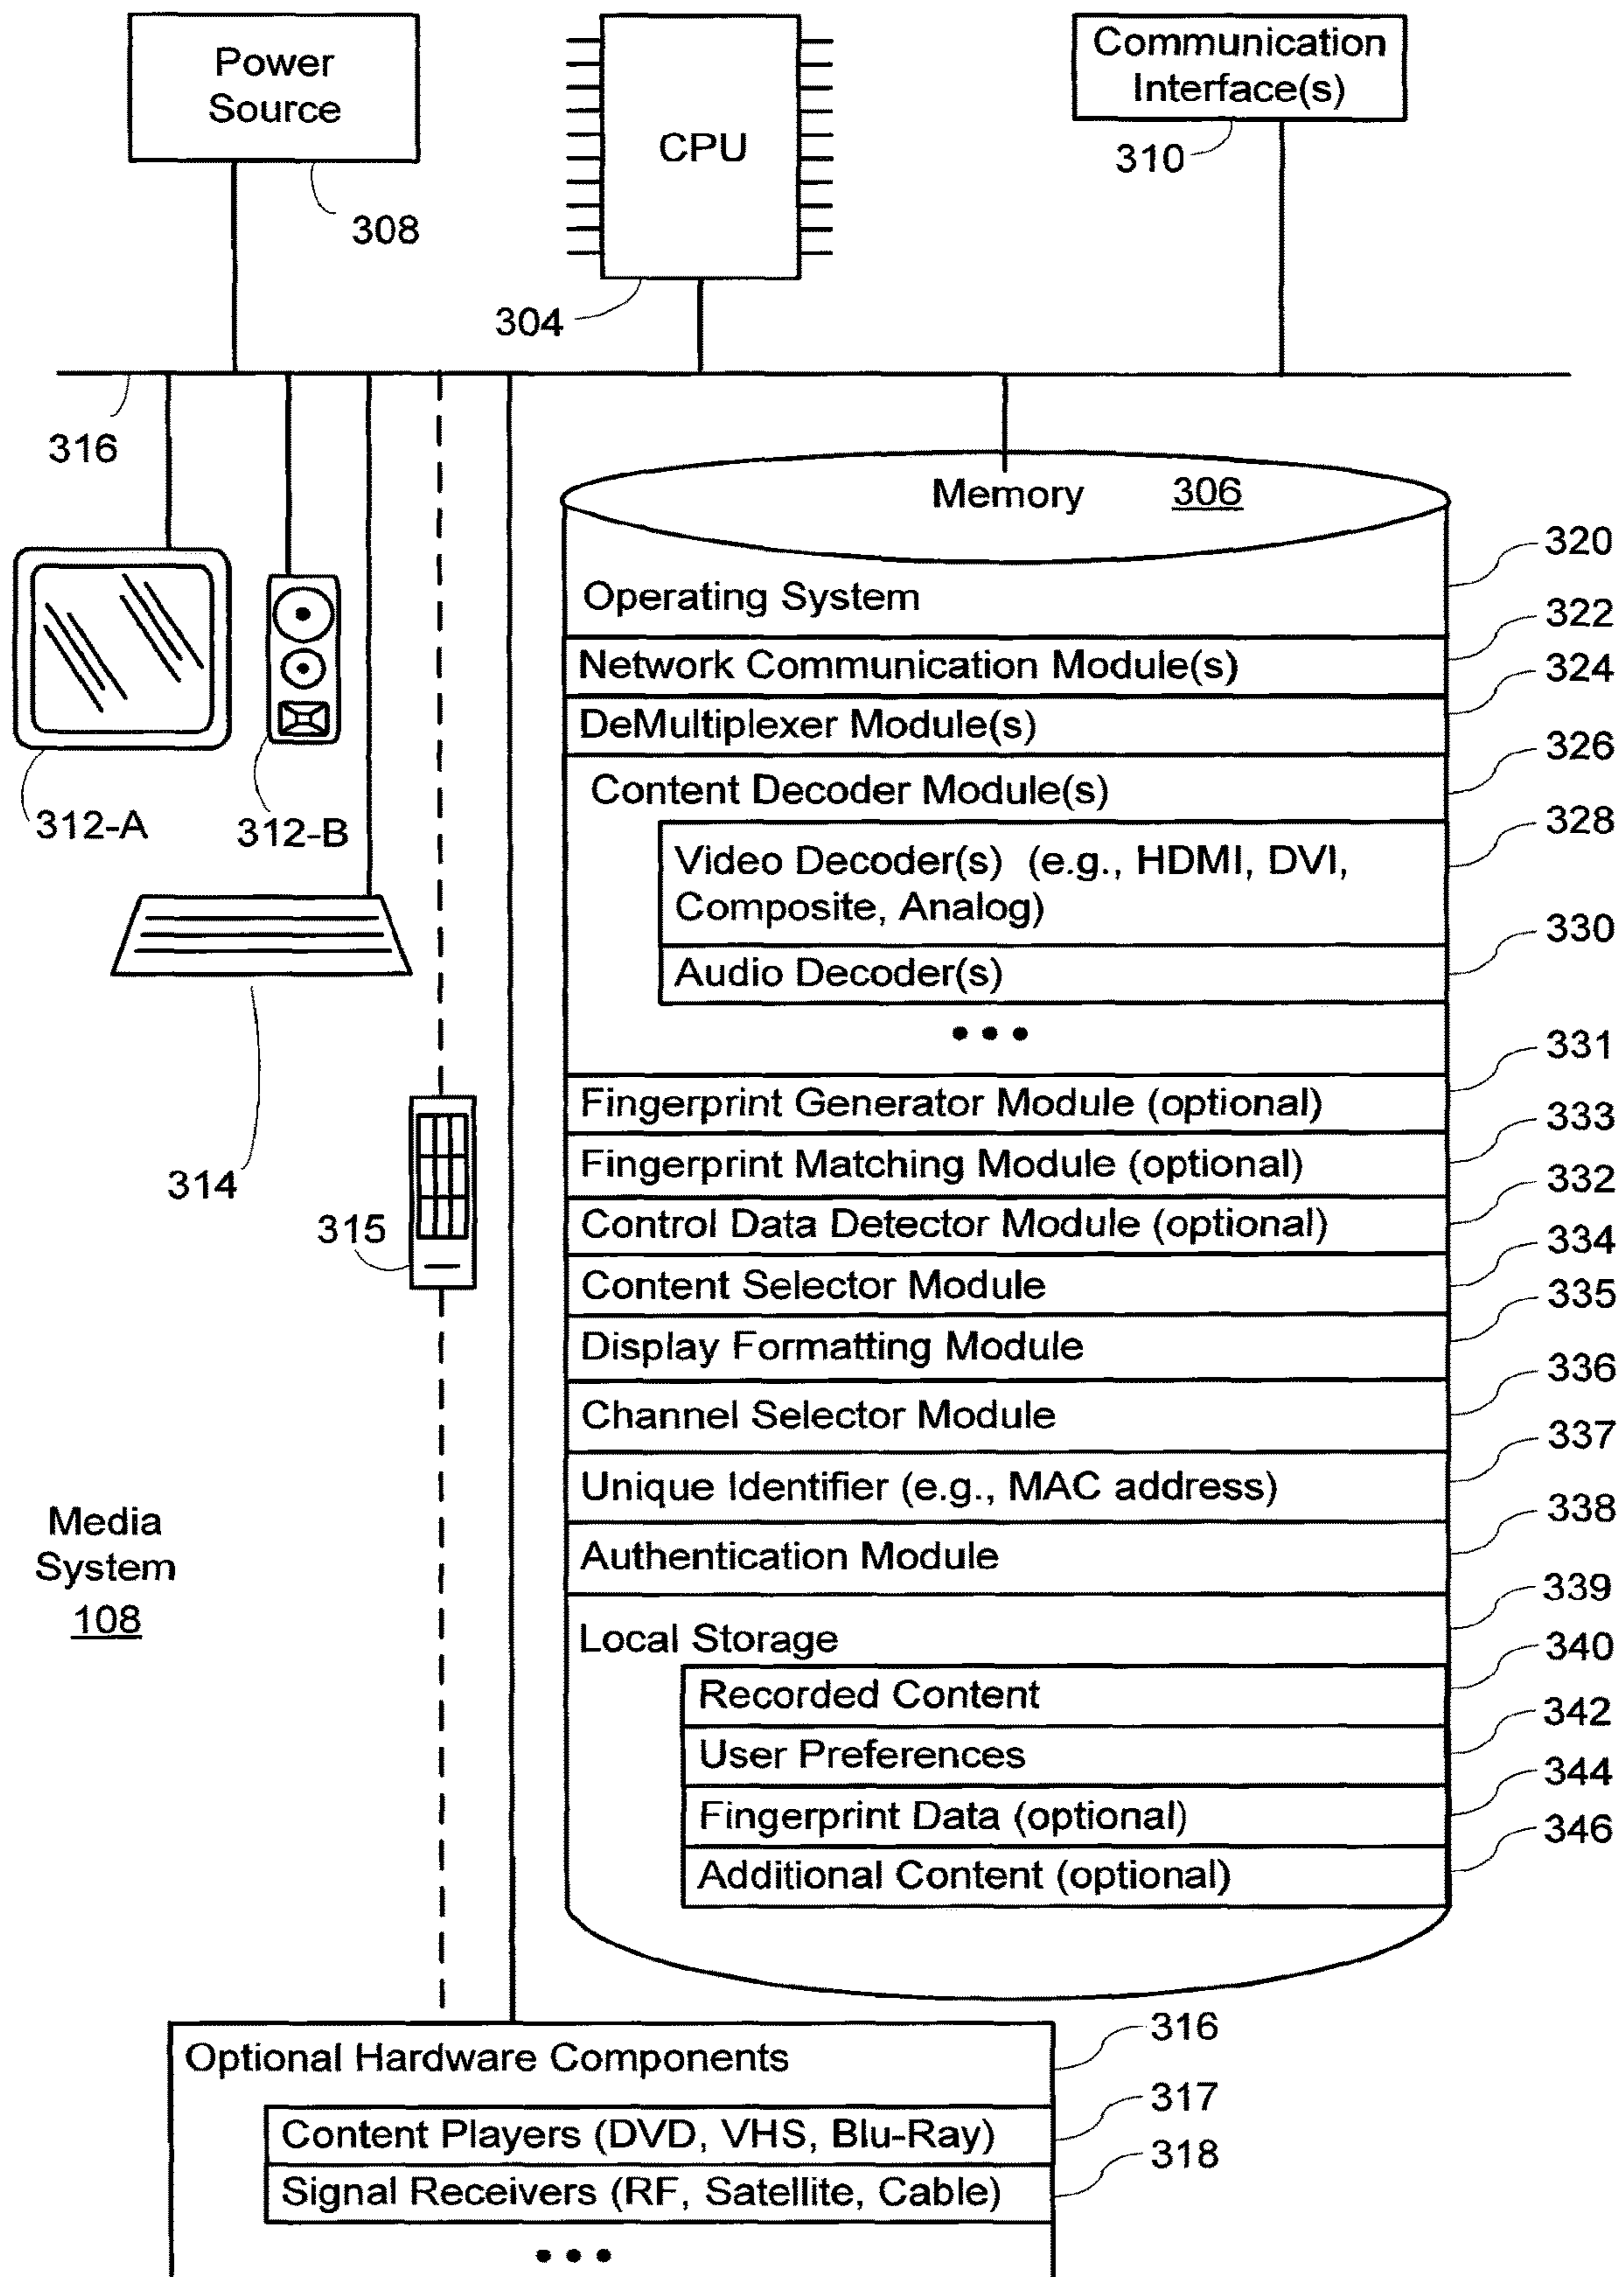 Power
Source
308
CPU
304
Communication
Interface(s)
310
316
Memory 306
Operating System
320
Network Communication Module(s)
322
DeMultiplexer Module(s)
324
Content Decoder Module(s)
326
Video Decoder(s) (e.g., HDMI, DVI,
Composite, Analog)
328
Audio Decoder(s)
330
•••
Fingerprint Generator Module (optional)
331
Fingerprint Matching Module (optional)
333
Control Data Detector Module (optional)
332
Content Selector Module
334
Display Formatting Module
335
Channel Selector Module
336
Unique Identifier (e.g., MAC address)
337
Authentication Module
338
Local Storage
339
Recorded Content
340
User Preferences
342
Fingerprint Data (optional)
344
Additional Content (optional)
346
312-A
312-B
314
315
Media
System
108
Optional Hardware Components
316
Content Players (DVD, VHS, Blu-Ray)
317
Signal Receivers (RF, Satellite, Cable)
318
•••